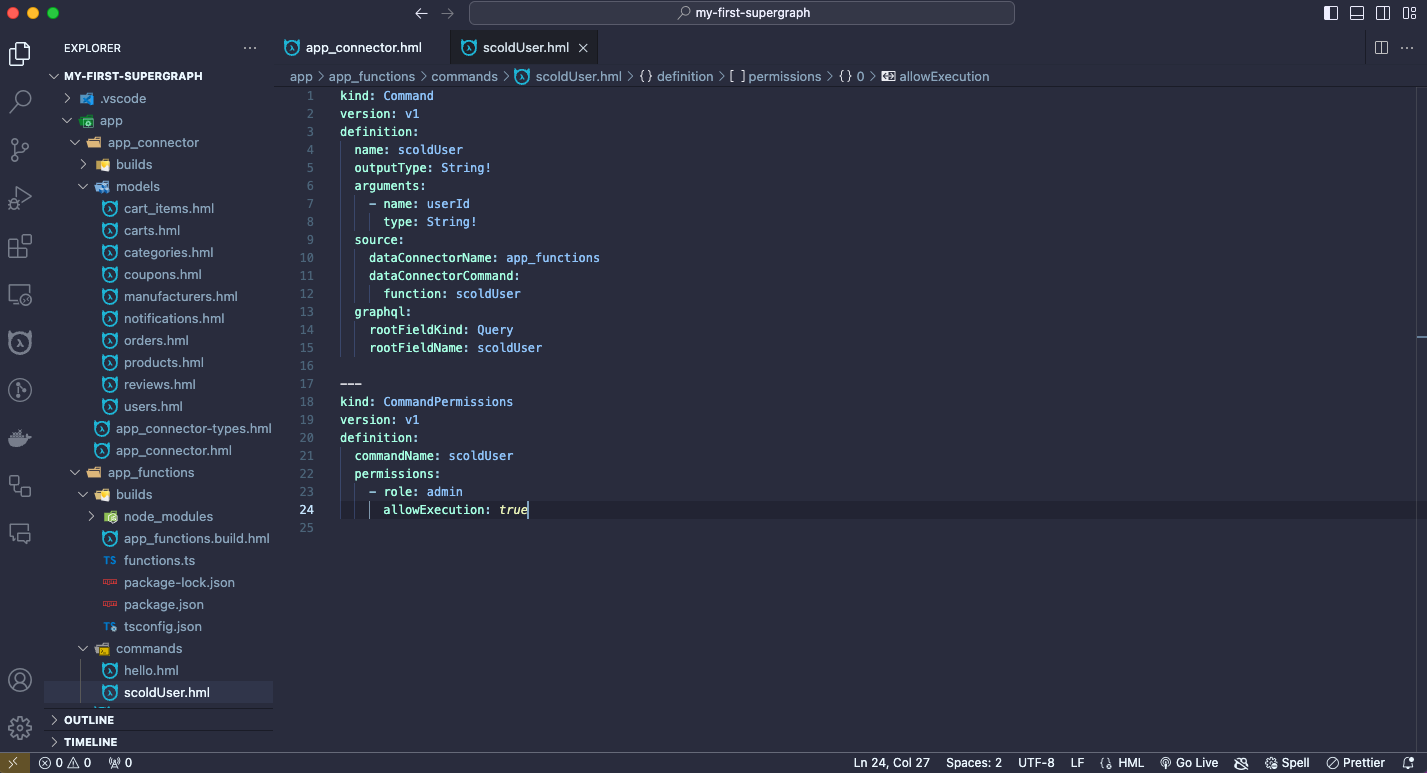 my-first-supergraph
EXPLORER
MY-FIRST-SUPERGRAPH
.vscode
app
app_connector
builds
models
cart_items.hml
carts.hml
categories.hml
coupons.hml
manufacturers.hml
notifications.hml
orders.hml
products.hml
reviews.hml
users.hml
app_connector-types.hml
app_connector.hml
app_functions
builds
node_modules
app_functions.build.hml
TS functions.ts
package-lock.json
package.json
TS tsconfig.json
commands
hello.hml
scoldUser.hml
OUTLINE
TIMELINE
app_connector.hml
scoldUser.hml
app > app_functions > commands > scoldUser.hml > {} definition > [ ] permissions > {} 0 > allowExecution
1 kind: Command
2 version: v1
3 definition:
4 name: scoldUser
5 outputType: String!
6 arguments:
7 - name: userId
8 type: String!
9 source:
10 dataConnectorName: app_functions
11 dataConnectorCommand:
12 function: scoldUser
13 graphql:
14 rootFieldKind: Query
15 rootFieldName: scoldUser
16
17 ---
18 kind: CommandPermissions
19 version: v1
20 definition:
21 commandName: scoldUser
22 permissions:
23 - role: admin
24 allowExecution: true
25
0 0 0 Ln 24, Col 27 Spaces: 2 UTF-8 LF HML Go Live Spell Prettier